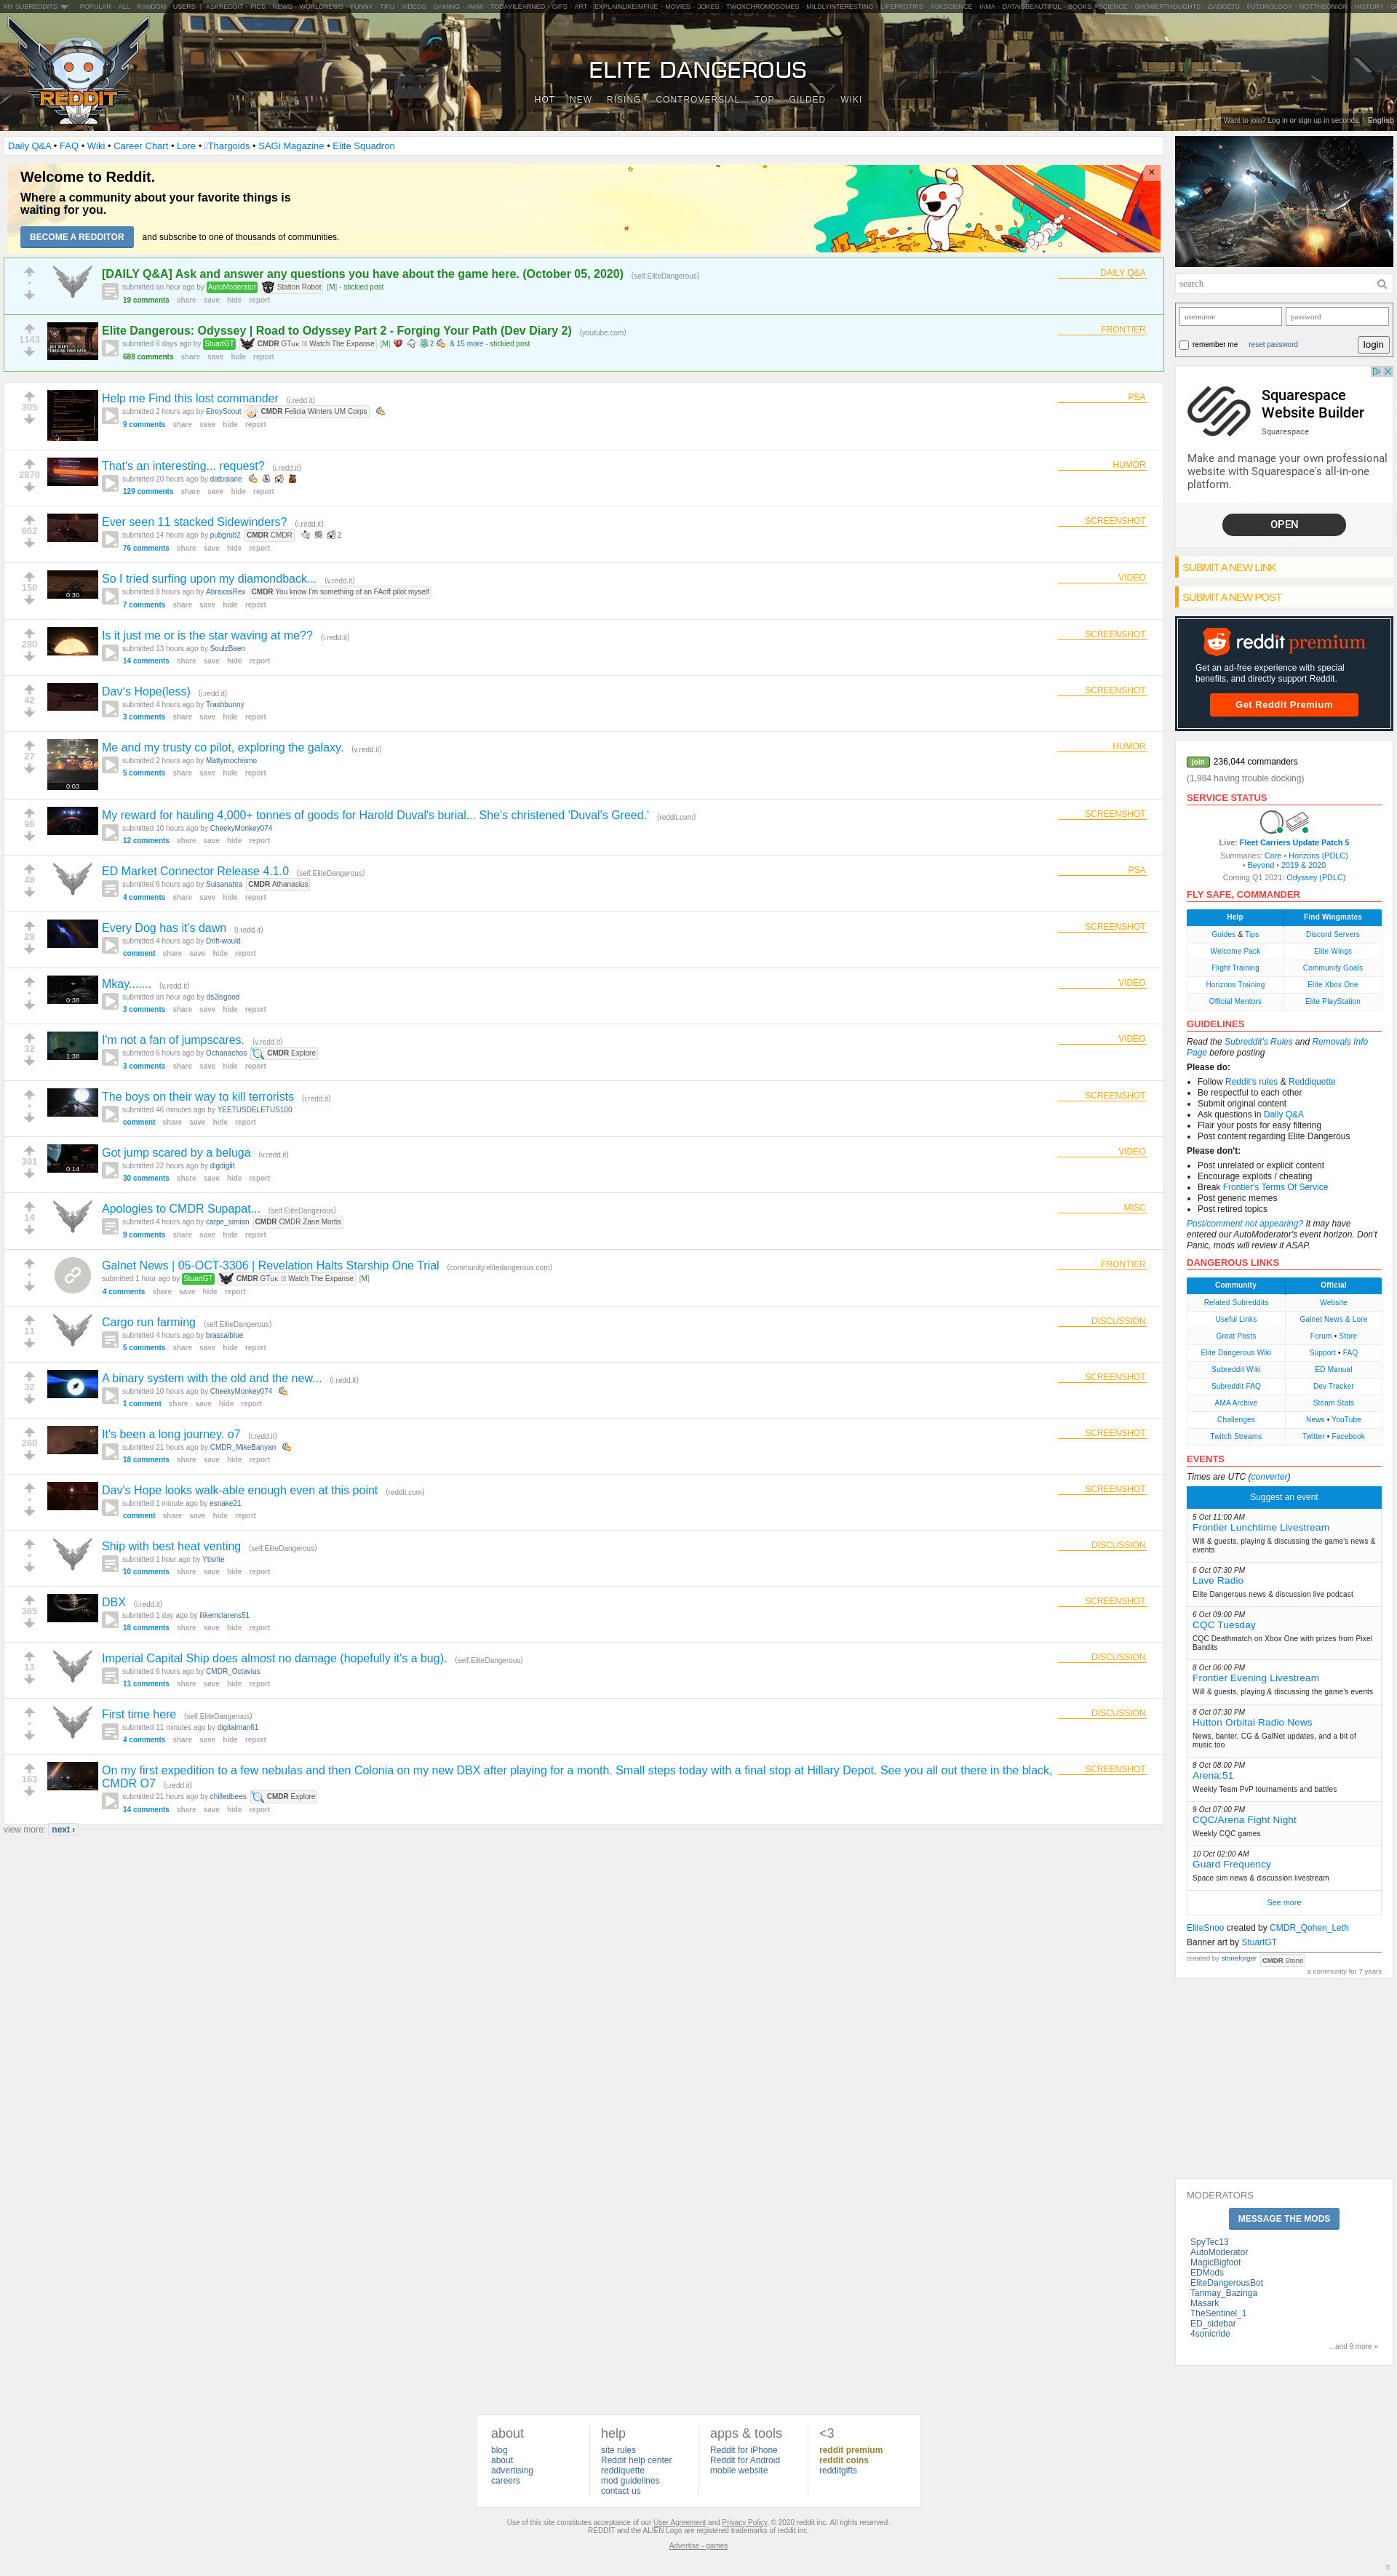 MY SUBREDDITS POPULAR - ALL - RANDOM - USERS | ASKREDDIT - PICS - NEWS - WORLDNEWS - FUNNY - TIFU - VIDEOS - GAMING - AWW - TODAYILEARNED - GIFS - ART - EXPLAINLIKEIMFIVE - MOVIES - JOKES - TWOXCHROMOSOMES - MILDLYINTERESTING - LIFEPROTIPS - ASKSCIENCE - IAMA - DATAISBEAUTIFUL - BOOKS - SCIENCE - SHOWERTHOUGHTS - GADGETS - FUTUROLOGY - NOTTHEONION - HISTORY
REDDIT
ELITE DANGEROUS
HOT NEW RISING CONTROVERSIAL TOP GILDED WIKI
Want to join? Log in or sign up in seconds. English
Daily Q&A • FAQ • Wiki • Career Chart • Lore • Thargoids • SAGi Magazine • Elite Squadron
Welcome to Reddit.
Where a community about your favorite things is
waiting for you.
BECOME A REDDITOR and subscribe to one of thousands of communities.
[DAILY Q&A] Ask and answer any questions you have about the game here. (October 05, 2020) (self.EliteDangerous) DAILY Q&A
submitted an hour ago by AutoModerator Station Robot [M] - stickied post
19 comments share save hide report
1143
Elite Dangerous: Odyssey | Road to Odyssey Part 2 - Forging Your Path (Dev Diary 2) (youtube.com) FRONTIER
submitted 6 days ago by StuartGT CMDR GTᴜᴋ Watch The Expanse [M] 2 & 15 more - stickied post
688 comments share save hide report
305
Help me Find this lost commander (i.redd.it) PSA
submitted 2 hours ago by ElroyScout CMDR Felicia Winters UM Corps
9 comments share save hide report
2870
That's an interesting... request? (i.redd.it) HUMOR
submitted 20 hours ago by datboiarie
129 comments share save hide report
662
Ever seen 11 stacked Sidewinders? (i.redd.it) SCREENSHOT
submitted 14 hours ago by pubgrub2 CMDR CMDR 2
76 comments share save hide report
150
0:30
So I tried surfing upon my diamondback... (v.redd.it) VIDEO
submitted 8 hours ago by AbraxasRex CMDR You know I'm something of an FAoff pilot myself
7 comments share save hide report
280
Is it just me or is the star waving at me?? (i.redd.it) SCREENSHOT
submitted 13 hours ago by SoulzBaen
14 comments share save hide report
42
Dav's Hope(less) (i.redd.it) SCREENSHOT
submitted 4 hours ago by Trashbunny
3 comments share save hide report
27
0:03
Me and my trusty co pilot, exploring the galaxy. (v.redd.it) HUMOR
submitted 2 hours ago by Mattymochismo
5 comments share save hide report
96
My reward for hauling 4,000+ tonnes of goods for Harold Duval's burial... She's christened 'Duval's Greed.' (reddit.com) SCREENSHOT
submitted 10 hours ago by CheekyMonkey074
12 comments share save hide report
48
ED Market Connector Release 4.1.0 (self.EliteDangerous) PSA
submitted 6 hours ago by Suisanahta CMDR Athanasius
4 comments share save hide report
28
Every Dog has it's dawn (i.redd.it) SCREENSHOT
submitted 4 hours ago by Drift-would
comment share save hide report
0:38
Mkay....... (v.redd.it) VIDEO
submitted an hour ago by ds2isgood
3 comments share save hide report
32
1:38
I'm not a fan of jumpscares. (v.redd.it) VIDEO
submitted 6 hours ago by Ochanachos CMDR Explore
3 comments share save hide report
The boys on their way to kill terrorists (i.redd.it) SCREENSHOT
submitted 46 minutes ago by YEETUSDELETUS100
comment share save hide report
391
0:14
Got jump scared by a beluga (v.redd.it) VIDEO
submitted 22 hours ago by digdiglit
30 comments share save hide report
14
Apologies to CMDR Supapat... (self.EliteDangerous) MISC
submitted 4 hours ago by carpe_simian CMDR CMDR Zane Mortis
9 comments share save hide report
Galnet News | 05-OCT-3306 | Revelation Halts Starship One Trial (community.elitedangerous.com) FRONTIER
submitted 1 hour ago by StuartGT CMDR GTᴜᴋ Watch The Expanse [M]
4 comments share save hide report
11
Cargo run farming (self.EliteDangerous) DISCUSSION
submitted 4 hours ago by brassaiblue
5 comments share save hide report
32
A binary system with the old and the new... (i.redd.it) SCREENSHOT
submitted 10 hours ago by CheekyMonkey074
1 comment share save hide report
260
It's been a long journey. o7 (i.redd.it) SCREENSHOT
submitted 21 hours ago by CMDR_MikeBanyan
18 comments share save hide report
Dav's Hope looks walk-able enough even at this point (reddit.com) SCREENSHOT
submitted 1 minute ago by esnake21
comment share save hide report
Ship with best heat venting (self.EliteDangerous) DISCUSSION
submitted 1 hour ago by Ytisrite
10 comments share save hide report
365
DBX (i.redd.it) SCREENSHOT
submitted 1 day ago by ilikemclarens51
18 comments share save hide report
13
Imperial Capital Ship does almost no damage (hopefully it's a bug). (self.EliteDangerous) DISCUSSION
submitted 6 hours ago by CMDR_Octavius
11 comments share save hide report
First time here (self.EliteDangerous) DISCUSSION
submitted 11 minutes ago by digitalman61
4 comments share save hide report
163
On my first expedition to a few nebulas and then Colonia on my new DBX after playing for a month. Small steps today with a final stop at Hillary Depot. See you all out there in the black, SCREENSHOT
CMDR O7 (i.redd.it)
submitted 21 hours ago by chilledbees CMDR Explore
14 comments share save hide report
view more: next ›
search
username password
remember me reset password login
Squarespace
Website Builder
Squarespace
Make and manage your own professional
website with Squarespace's all-in-one
platform.
OPEN
SUBMIT A NEW LINK
SUBMIT A NEW POST
reddit premium
Get an ad-free experience with special
benefits, and directly support Reddit.
Get Reddit Premium
join 236,044 commanders
(1,984 having trouble docking)
SERVICE STATUS
Live: Fleet Carriers Update Patch 5
Summaries: Core • Horizons (PDLC)
• Beyond • 2019 & 2020
Coming Q1 2021: Odyssey (PDLC)
FLY SAFE, COMMANDER
Help Find Wingmates
Guides & Tips Discord Servers
Welcome Pack Elite Wings
Flight Training Community Goals
Horizons Training Elite Xbox One
Official Mentors Elite PlayStation
GUIDELINES
Read the Subreddit's Rules and Removals Info
Page before posting
Please do:
• Follow Reddit's rules & Reddiquette
• Be respectful to each other
• Submit original content
• Ask questions in Daily Q&A
• Flair your posts for easy filtering
• Post content regarding Elite Dangerous
Please don't:
• Post unrelated or explicit content
• Encourage exploits / cheating
• Break Frontier's Terms Of Service
• Post generic memes
• Post retired topics
Post/comment not appearing? It may have
entered our AutoModerator's event horizon. Don't
Panic, mods will review it ASAP.
DANGEROUS LINKS
Community Official
Related Subreddits Website
Useful Links Galnet News & Lore
Great Posts Forum • Store
Elite Dangerous Wiki Support • FAQ
Subreddit Wiki ED Manual
Subreddit FAQ Dev Tracker
AMA Archive Steam Stats
Challenges News • YouTube
Twitch Streams Twitter • Facebook
EVENTS
Times are UTC (converter)
Suggest an event
5 Oct 11:00 AM
Frontier Lunchtime Livestream
Will & guests, playing & discussing the game's news &
events
6 Oct 07:30 PM
Lave Radio
Elite Dangerous news & discussion live podcast
6 Oct 09:00 PM
CQC Tuesday
CQC Deathmatch on Xbox One with prizes from Pixel
Bandits
8 Oct 06:00 PM
Frontier Evening Livestream
Will & guests, playing & discussing the game's events
8 Oct 07:30 PM
Hutton Orbital Radio News
News, banter, CG & GalNet updates, and a bit of
music too
8 Oct 08:00 PM
Arena:51
Weekly Team PvP tournaments and battles
9 Oct 07:00 PM
CQC/Arena Fight Night
Weekly CQC games
10 Oct 02:00 AM
Guard Frequency
Space sim news & discussion livestream
See more
EliteSnoo created by CMDR_Qohen_Leth
Banner art by StuartGT
created by stoneforger CMDR Stone
a community for 7 years
MODERATORS
MESSAGE THE MODS
SpyTec13
AutoModerator
MagicBigfoot
EDMods
EliteDangerousBot
Tanmay_Bazinga
Masark
TheSentinel_1
ED_sidebar
4sonicride
...and 9 more »
about
blog
about
advertising
careers
help
site rules
Reddit help center
reddiquette
mod guidelines
contact us
apps & tools
Reddit for iPhone
Reddit for Android
mobile website
<3
reddit premium
reddit coins
redditgifts
Use of this site constitutes acceptance of our User Agreement and Privacy Policy. © 2020 reddit inc. All rights reserved.
REDDIT and the ALIEN Logo are registered trademarks of reddit inc.
Advertise - games
π